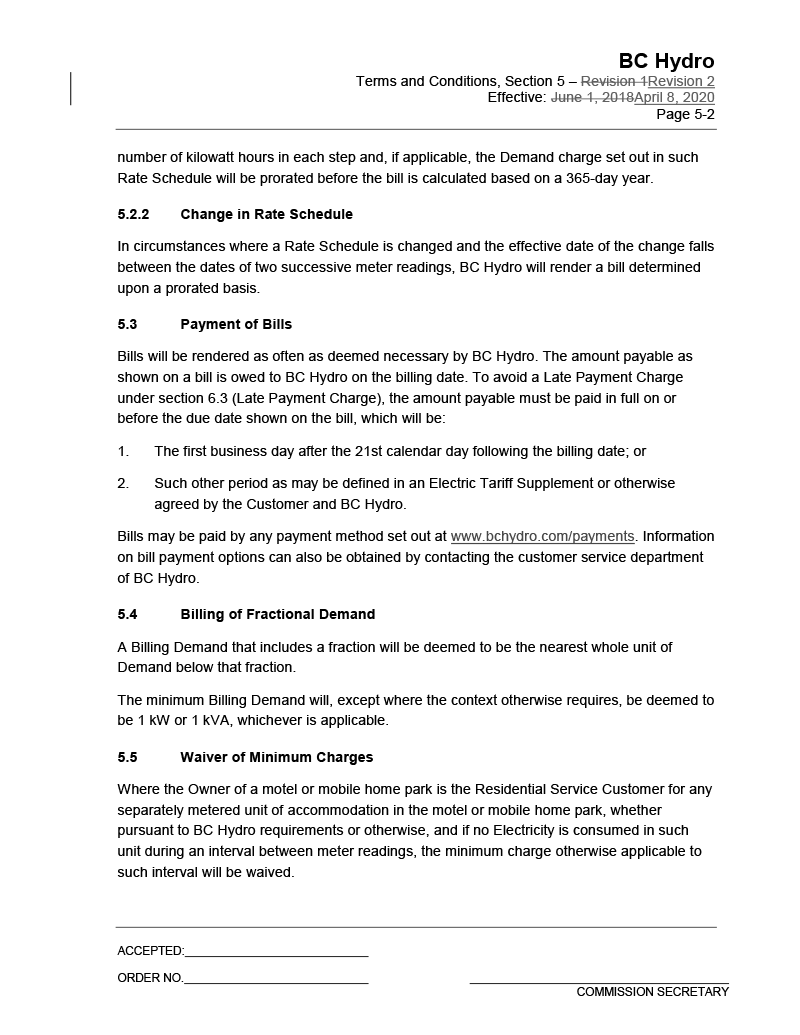 BC Hydro
Terms and Conditions, Section 5 – Revision 1Revision 2
Effective: June 1, 2018April 8, 2020
Page 5-2
number of kilowatt hours in each step and, if applicable, the Demand charge set out in such
Rate Schedule will be prorated before the bill is calculated based on a 365-day year.
5.2.2 Change in Rate Schedule
In circumstances where a Rate Schedule is changed and the effective date of the change falls
between the dates of two successive meter readings, BC Hydro will render a bill determined
upon a prorated basis.
5.3 Payment of Bills
Bills will be rendered as often as deemed necessary by BC Hydro. The amount payable as
shown on a bill is owed to BC Hydro on the billing date. To avoid a Late Payment Charge
under section 6.3 (Late Payment Charge), the amount payable must be paid in full on or
before the due date shown on the bill, which will be:
1. The first business day after the 21st calendar day following the billing date; or
2. Such other period as may be defined in an Electric Tariff Supplement or otherwise
agreed by the Customer and BC Hydro.
Bills may be paid by any payment method set out at www.bchydro.com/payments. Information
on bill payment options can also be obtained by contacting the customer service department
of BC Hydro.
5.4 Billing of Fractional Demand
A Billing Demand that includes a fraction will be deemed to be the nearest whole unit of
Demand below that fraction.
The minimum Billing Demand will, except where the context otherwise requires, be deemed to
be 1 kW or 1 kVA, whichever is applicable.
5.5 Waiver of Minimum Charges
Where the Owner of a motel or mobile home park is the Residential Service Customer for any
separately metered unit of accommodation in the motel or mobile home park, whether
pursuant to BC Hydro requirements or otherwise, and if no Electricity is consumed in such
unit during an interval between meter readings, the minimum charge otherwise applicable to
such interval will be waived.
ACCEPTED:
ORDER NO.
COMMISSION SECRETARY